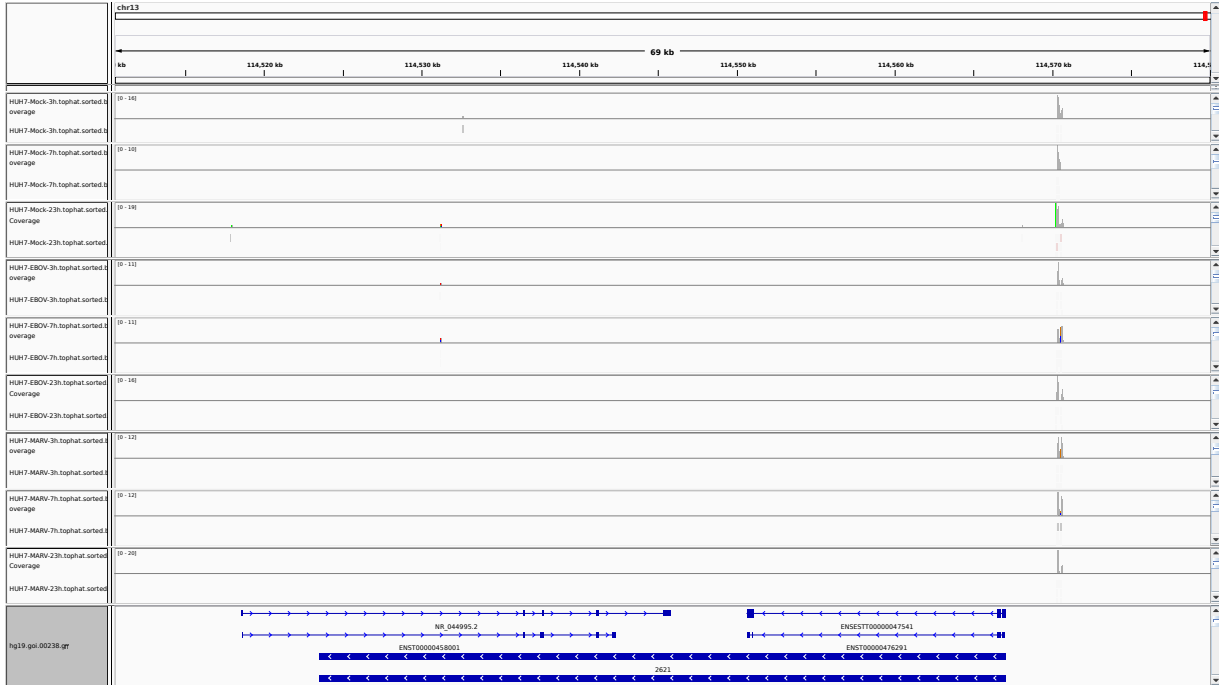 chr13
69 kb
kb 114,520 kb 114,530 kb 114,540 kb 114,550 kb 114,560 kb 114,570 kb 114,5
HUH7-Mock-3h.tophat.sorted.b [0 - 16]
overage
HUH7-Mock-3h.tophat.sorted.b
HUH7-Mock-7h.tophat.sorted.b [0 - 10]
overage
HUH7-Mock-7h.tophat.sorted.b
HUH7-Mock-23h.tophat.sorted. [0 - 19]
Coverage
HUH7-Mock-23h.tophat.sorted.
HUH7-EBOV-3h.tophat.sorted.b [0 - 11]
overage
HUH7-EBOV-3h.tophat.sorted.b
HUH7-EBOV-7h.tophat.sorted.b [0 - 11]
overage
HUH7-EBOV-7h.tophat.sorted.b
HUH7-EBOV-23h.tophat.sorted. [0 - 16]
Coverage
HUH7-EBOV-23h.tophat.sorted.
HUH7-MARV-3h.tophat.sorted.b [0 - 12]
overage
HUH7-MARV-3h.tophat.sorted.b
HUH7-MARV-7h.tophat.sorted.b [0 - 12]
overage
HUH7-MARV-7h.tophat.sorted.b
HUH7-MARV-23h.tophat.sorted [0 - 20]
Coverage
HUH7-MARV-23h.tophat.sorted
NR_044995.2 ENSESTT00000047541
hg19.goi.00238.gff
ENST00000458001 ENST00000476291
2621